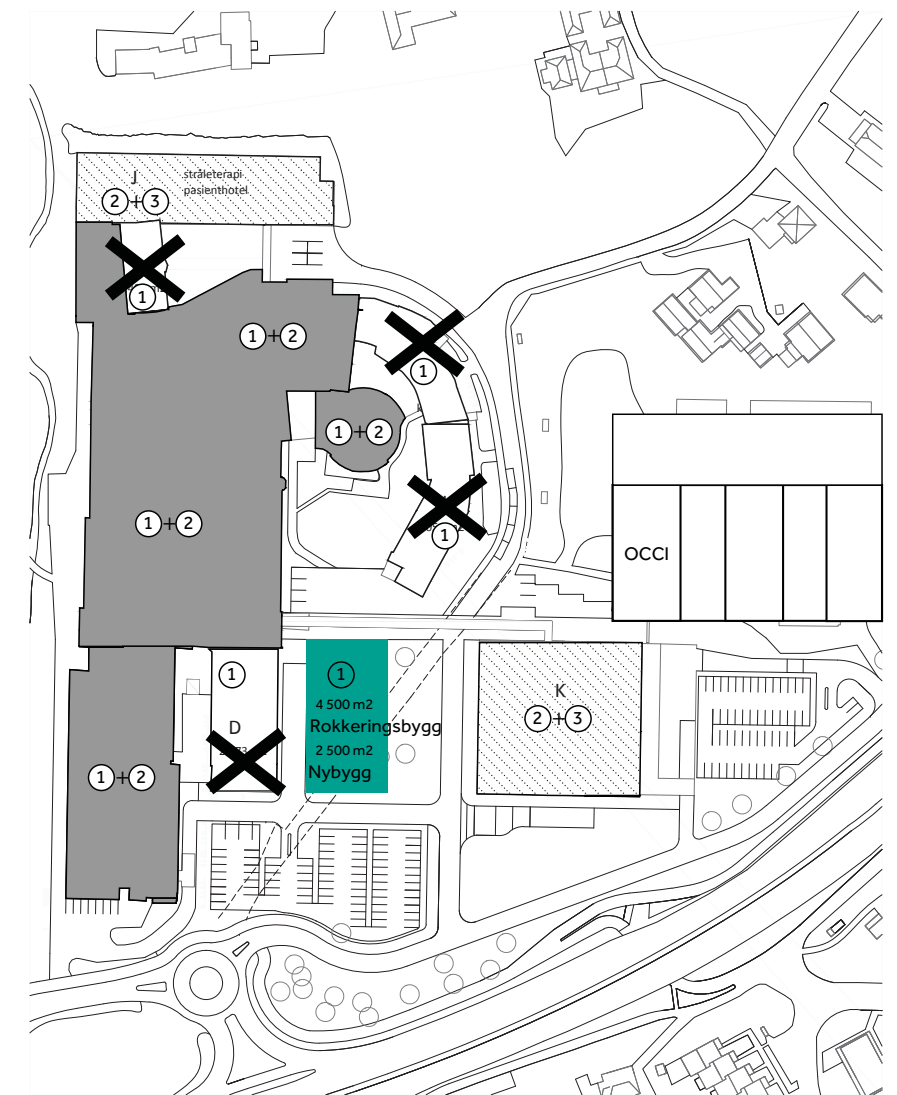 J
stråleterapi
pasienthotel
2+3
1
1+2
1
1+2
1+2
1
OCCI
1
1
4 500 m2
Rokkeringsbygg
2 500 m2
Nybygg
D
K
2+3
1+2